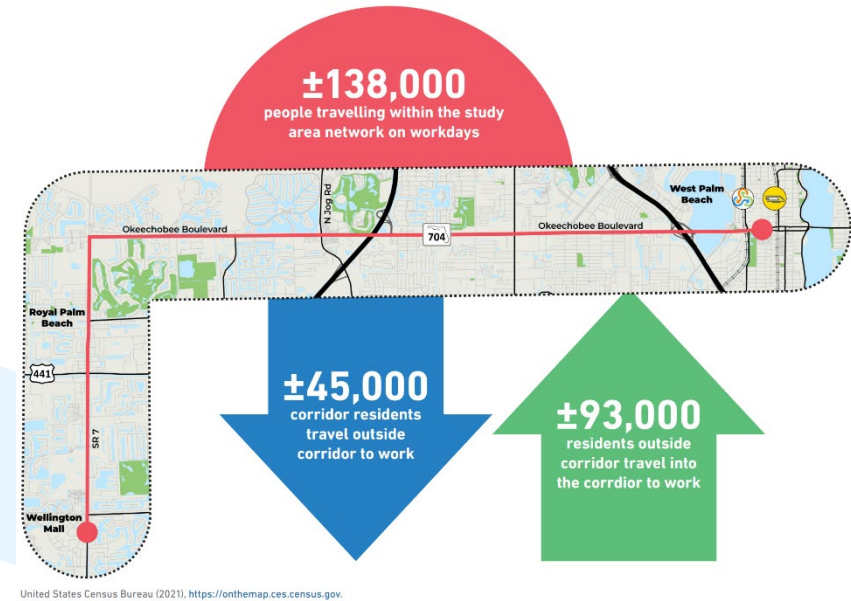 ±138,000
people travelling within the study
area network on workdays
West Palm
Beach
N Jog Rd
Okeechobee Boulevard
704
Okeechobee Boulevard
Royal Palm
Beach
441
SR 7
Wellington
Mall
±45,000
corridor residents
travel outside
corridor to work
±93,000
residents outside
corridor travel into
the corrdior to work
United States Census Bureau (2021), https://onthemap.ces.census.gov.